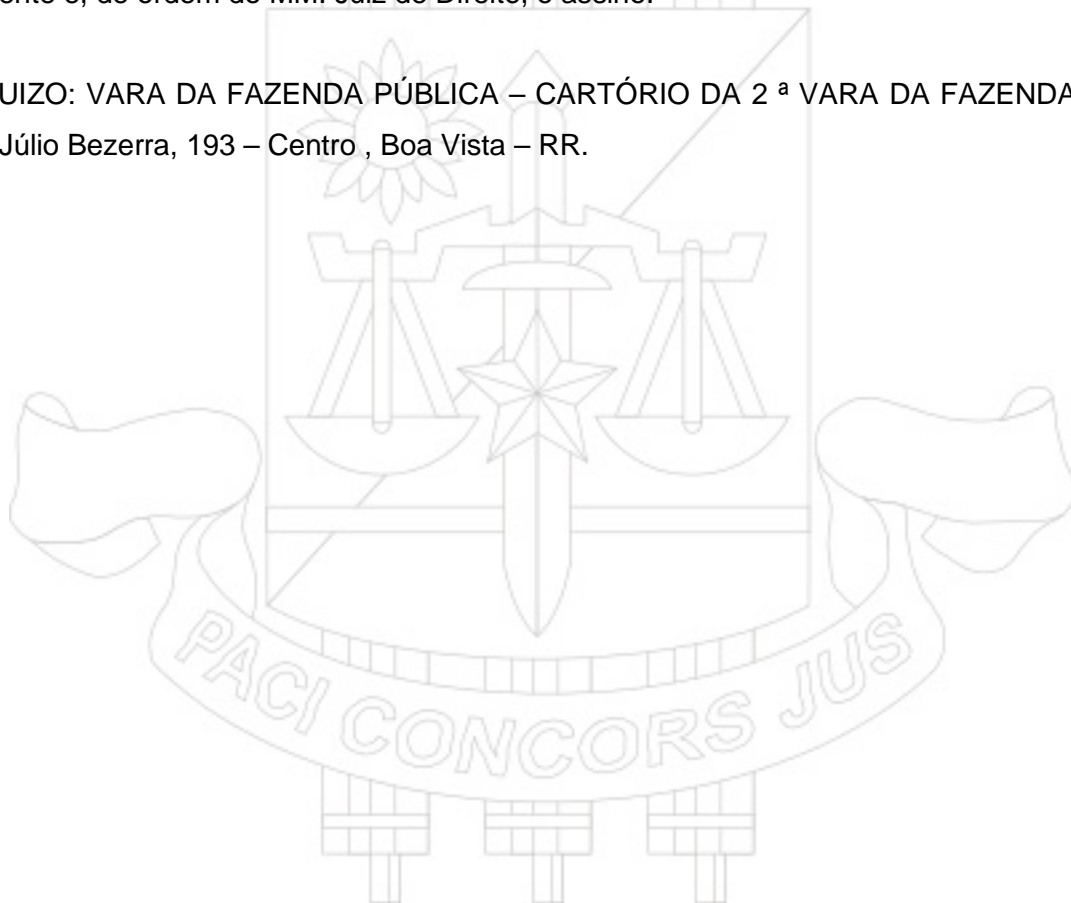 de ordem do MM. Juiz de Direito, o assino.
UIZO: VARA DA FAZENDA PÚBLICA – CARTÓRIO DA 2 ª VARA DA FAZENDA
Júlio Bezerra, 193 – Centro , Boa Vista – RR.
PACI CONCORS JUS